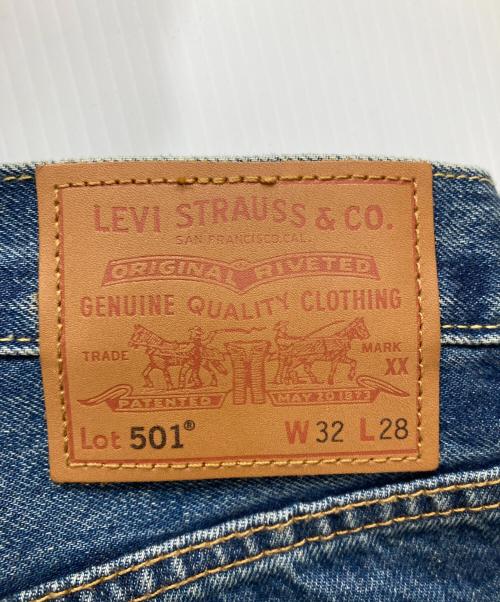 LEVI STRAUSS & CO.
SAN FRANCISCO, CAL.
ORIGINAL RIVETED
GENUINE QUALITY CLOTHING
TRADE MARK
XX
PATENTED MAY 20 1873
Lot 501® W 32 L 28